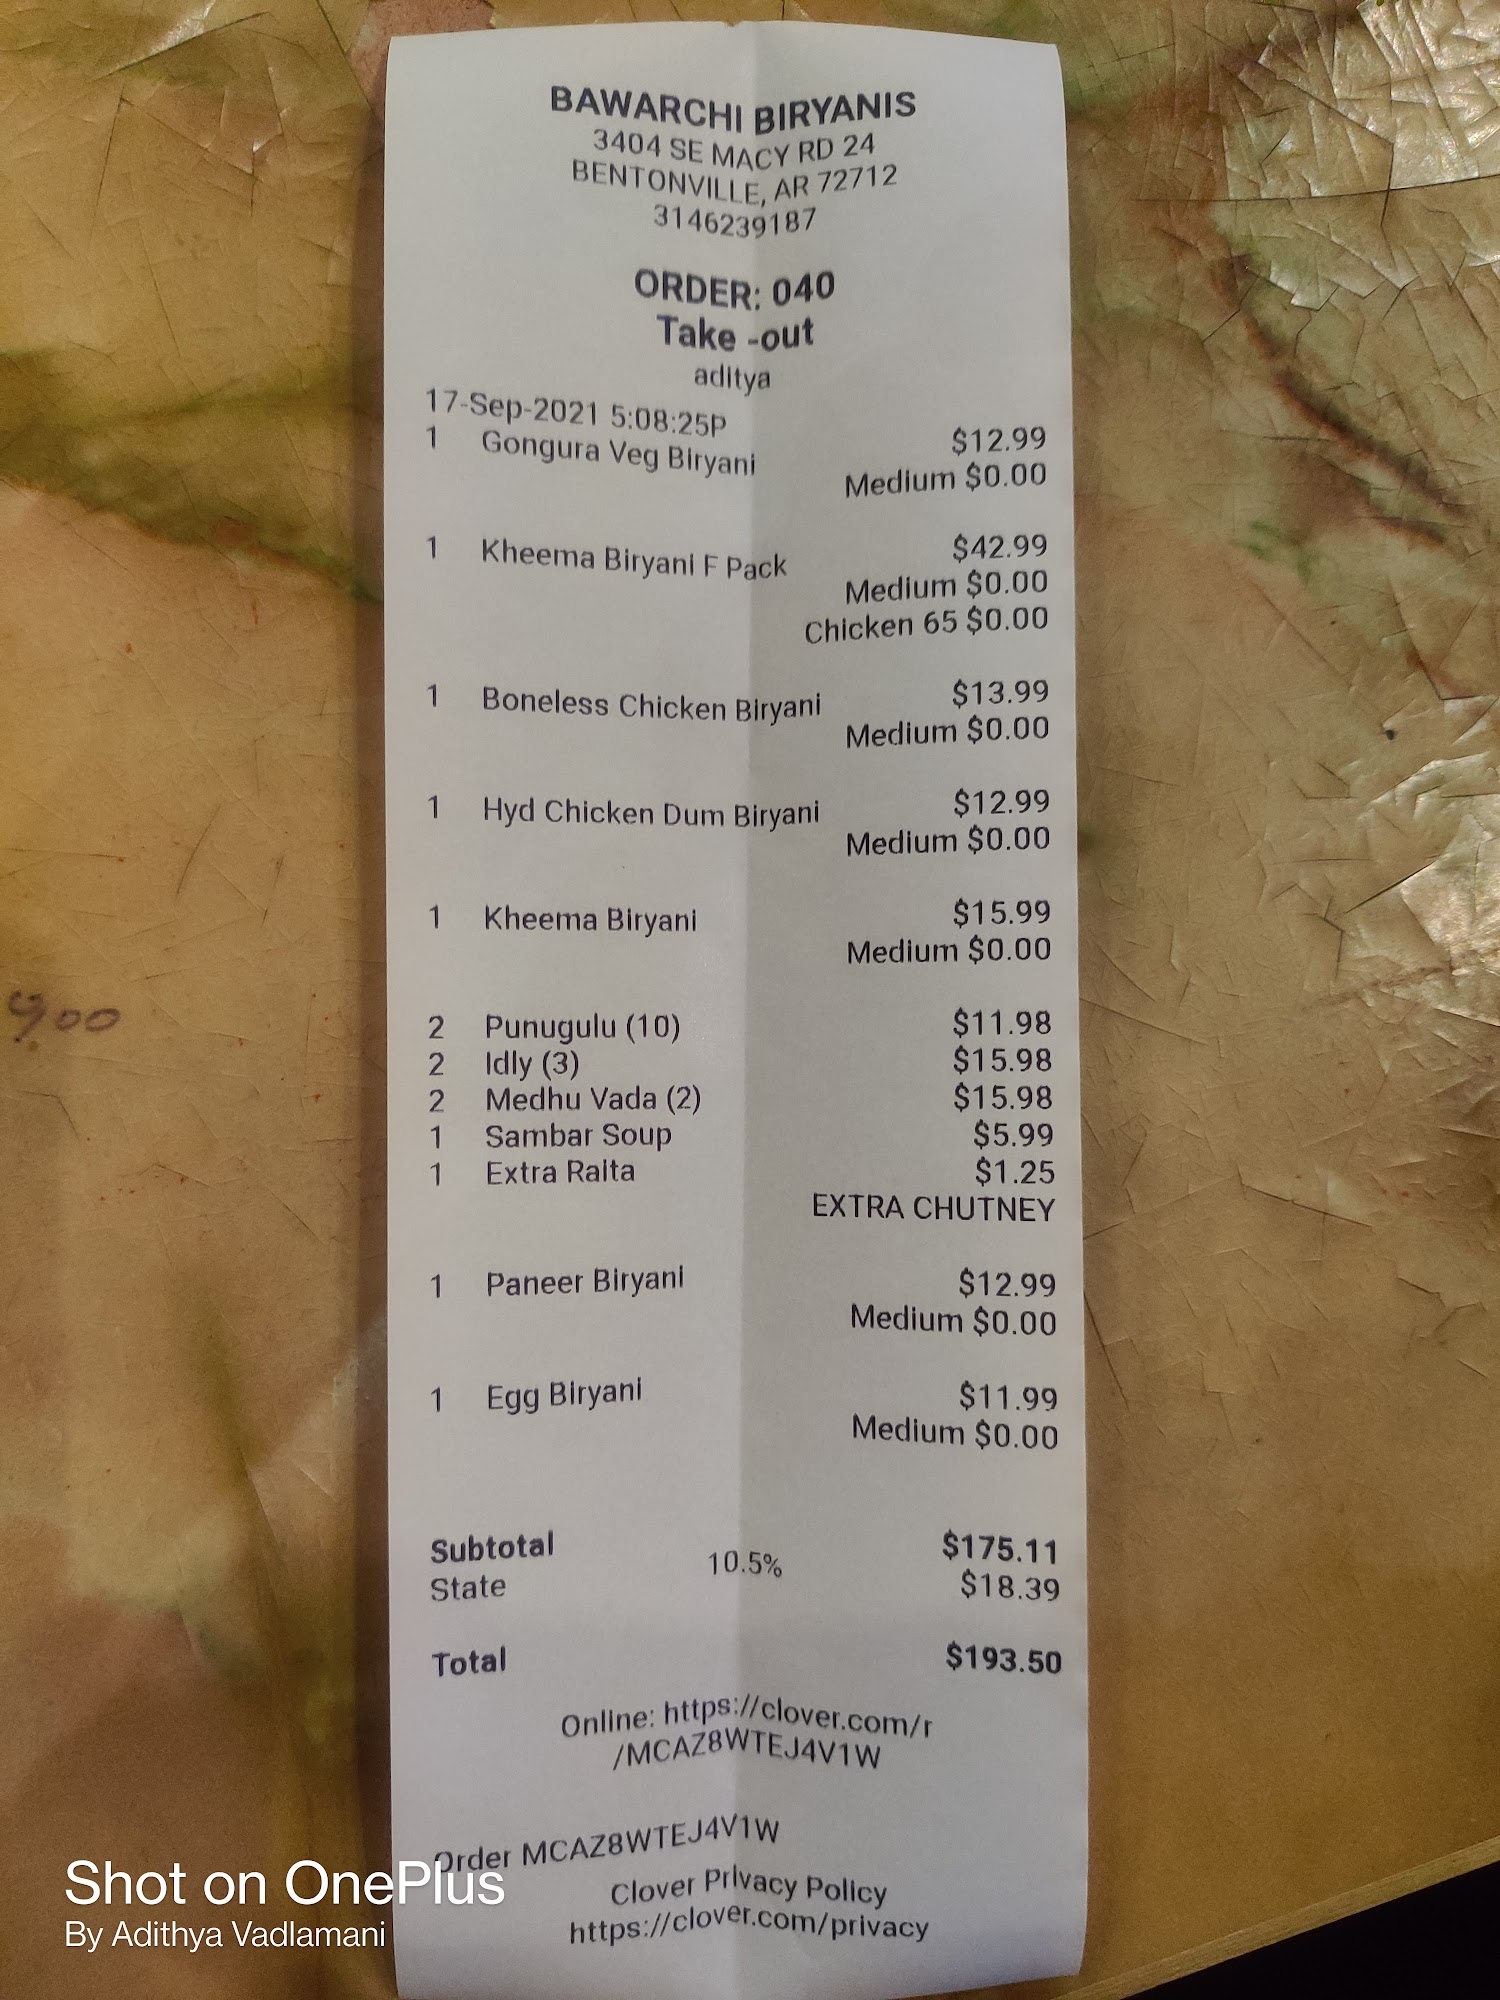 BAWARCHI BIRYANIS
3404 SE MACY RD 24
BENTONVILLE, AR 72712
3146239187
ORDER: 040
Take -out
aditya
17-Sep-2021 5:08:25P
1 Gongura Veg Biryani $12.99
Medium $0.00
1 Kheema Biryani F Pack $42.99
Medium $0.00
Chicken 65 $0.00
1 Boneless Chicken Biryani $13.99
Medium $0.00
1 Hyd Chicken Dum Biryani $12.99
Medium $0.00
1 Kheema Biryani $15.99
Medium $0.00
2 Punugulu (10) $11.98
2 Idly (3) $15.98
2 Medhu Vada (2) $15.98
1 Sambar Soup $5.99
1 Extra Raita $1.25
EXTRA CHUTNEY
1 Paneer Biryani $12.99
Medium $0.00
1 Egg Biryani $11.99
Medium $0.00
Subtotal $175.11
State 10.5% $18.39
Total $193.50
Online: https://clover.com/r
/MCAZ8WTEJ4V1W
Order MCAZ8WTEJ4V1W
Clover Privacy Policy
https://clover.com/privacy
Shot on OnePlus
By Adithya Vadlamani